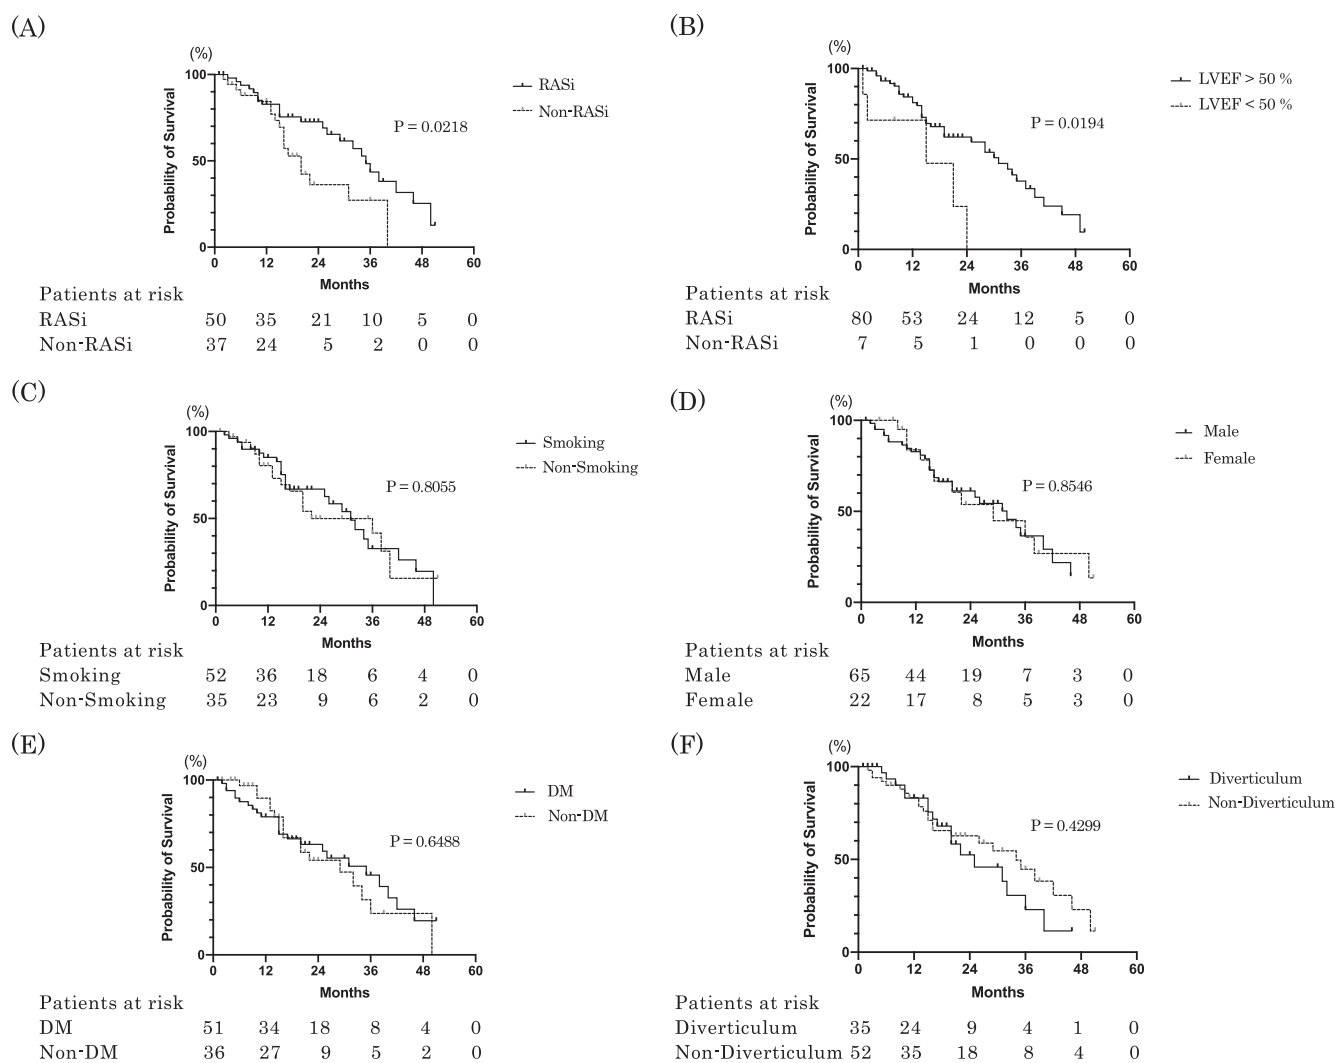 (A)
(%)
Probability of Survival
100
50
0
0 12 24 36 48 60
Months
RASi
Non-RASi
P = 0.0218
Patients at risk
RASi 50 35 21 10 5 0
Non-RASi 37 24 5 2 0 0
(B)
(%)
Probability of Survival
100
50
0
0 12 24 36 48 60
Months
LVEF > 50 %
LVEF < 50 %
P = 0.0194
Patients at risk
RASi 80 53 24 12 5 0
Non-RASi 7 5 1 0 0 0
(C)
(%)
Probability of Survival
100
50
0
0 12 24 36 48 60
Months
Smoking
Non-Smoking
P = 0.8055
Patients at risk
Smoking 52 36 18 6 4 0
Non-Smoking 35 23 9 6 2 0
(D)
(%)
Probability of Survival
100
50
0
0 12 24 36 48 60
Months
Male
Female
P = 0.8546
Patients at risk
Male 65 44 19 7 3 0
Female 22 17 8 5 3 0
(E)
(%)
Probability of Survival
100
50
0
0 12 24 36 48 60
Months
DM
Non-DM
P = 0.6488
Patients at risk
DM 51 34 18 8 4 0
Non-DM 36 27 9 5 2 0
(F)
(%)
Probability of Survival
100
50
0
0 12 24 36 48 60
Months
Diverticulum
Non-Diverticulum
P = 0.4299
Patients at risk
Diverticulum 35 24 9 4 1 0
Non-Diverticulum 52 35 18 8 4 0